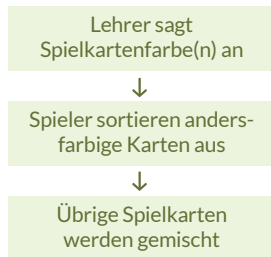 Lehrer sagt
Spielkartenfarbe(n) an
↓
Spieler sortieren anders-
farbige Karten aus
↓
Übrige Spielkarten
werden gemischt